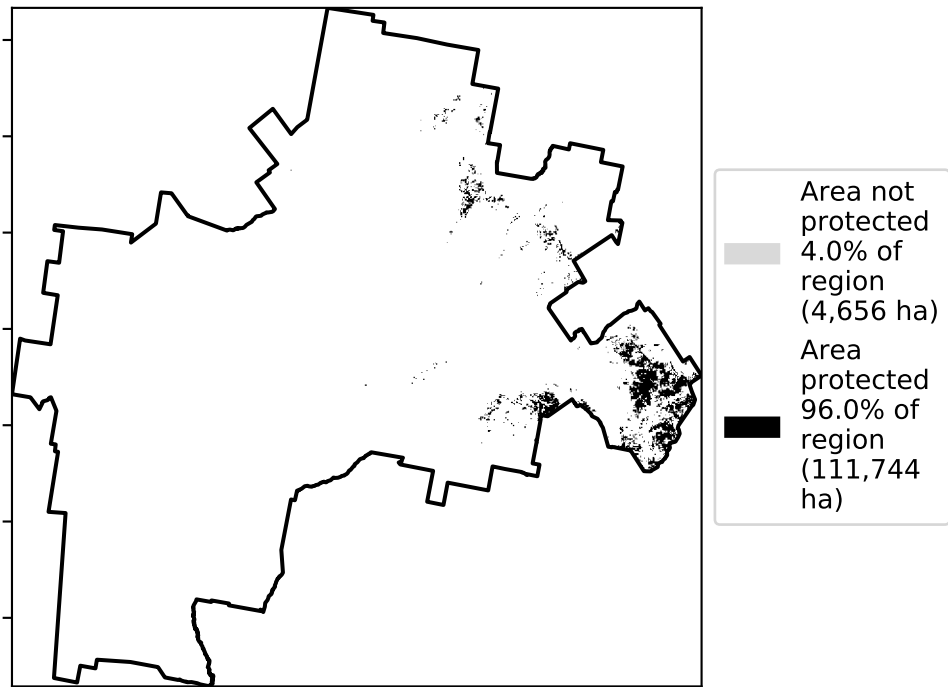 Area not
protected
4.0% of
region
(4,656 ha)
Area
protected
96.0% of
region
(111,744
ha)